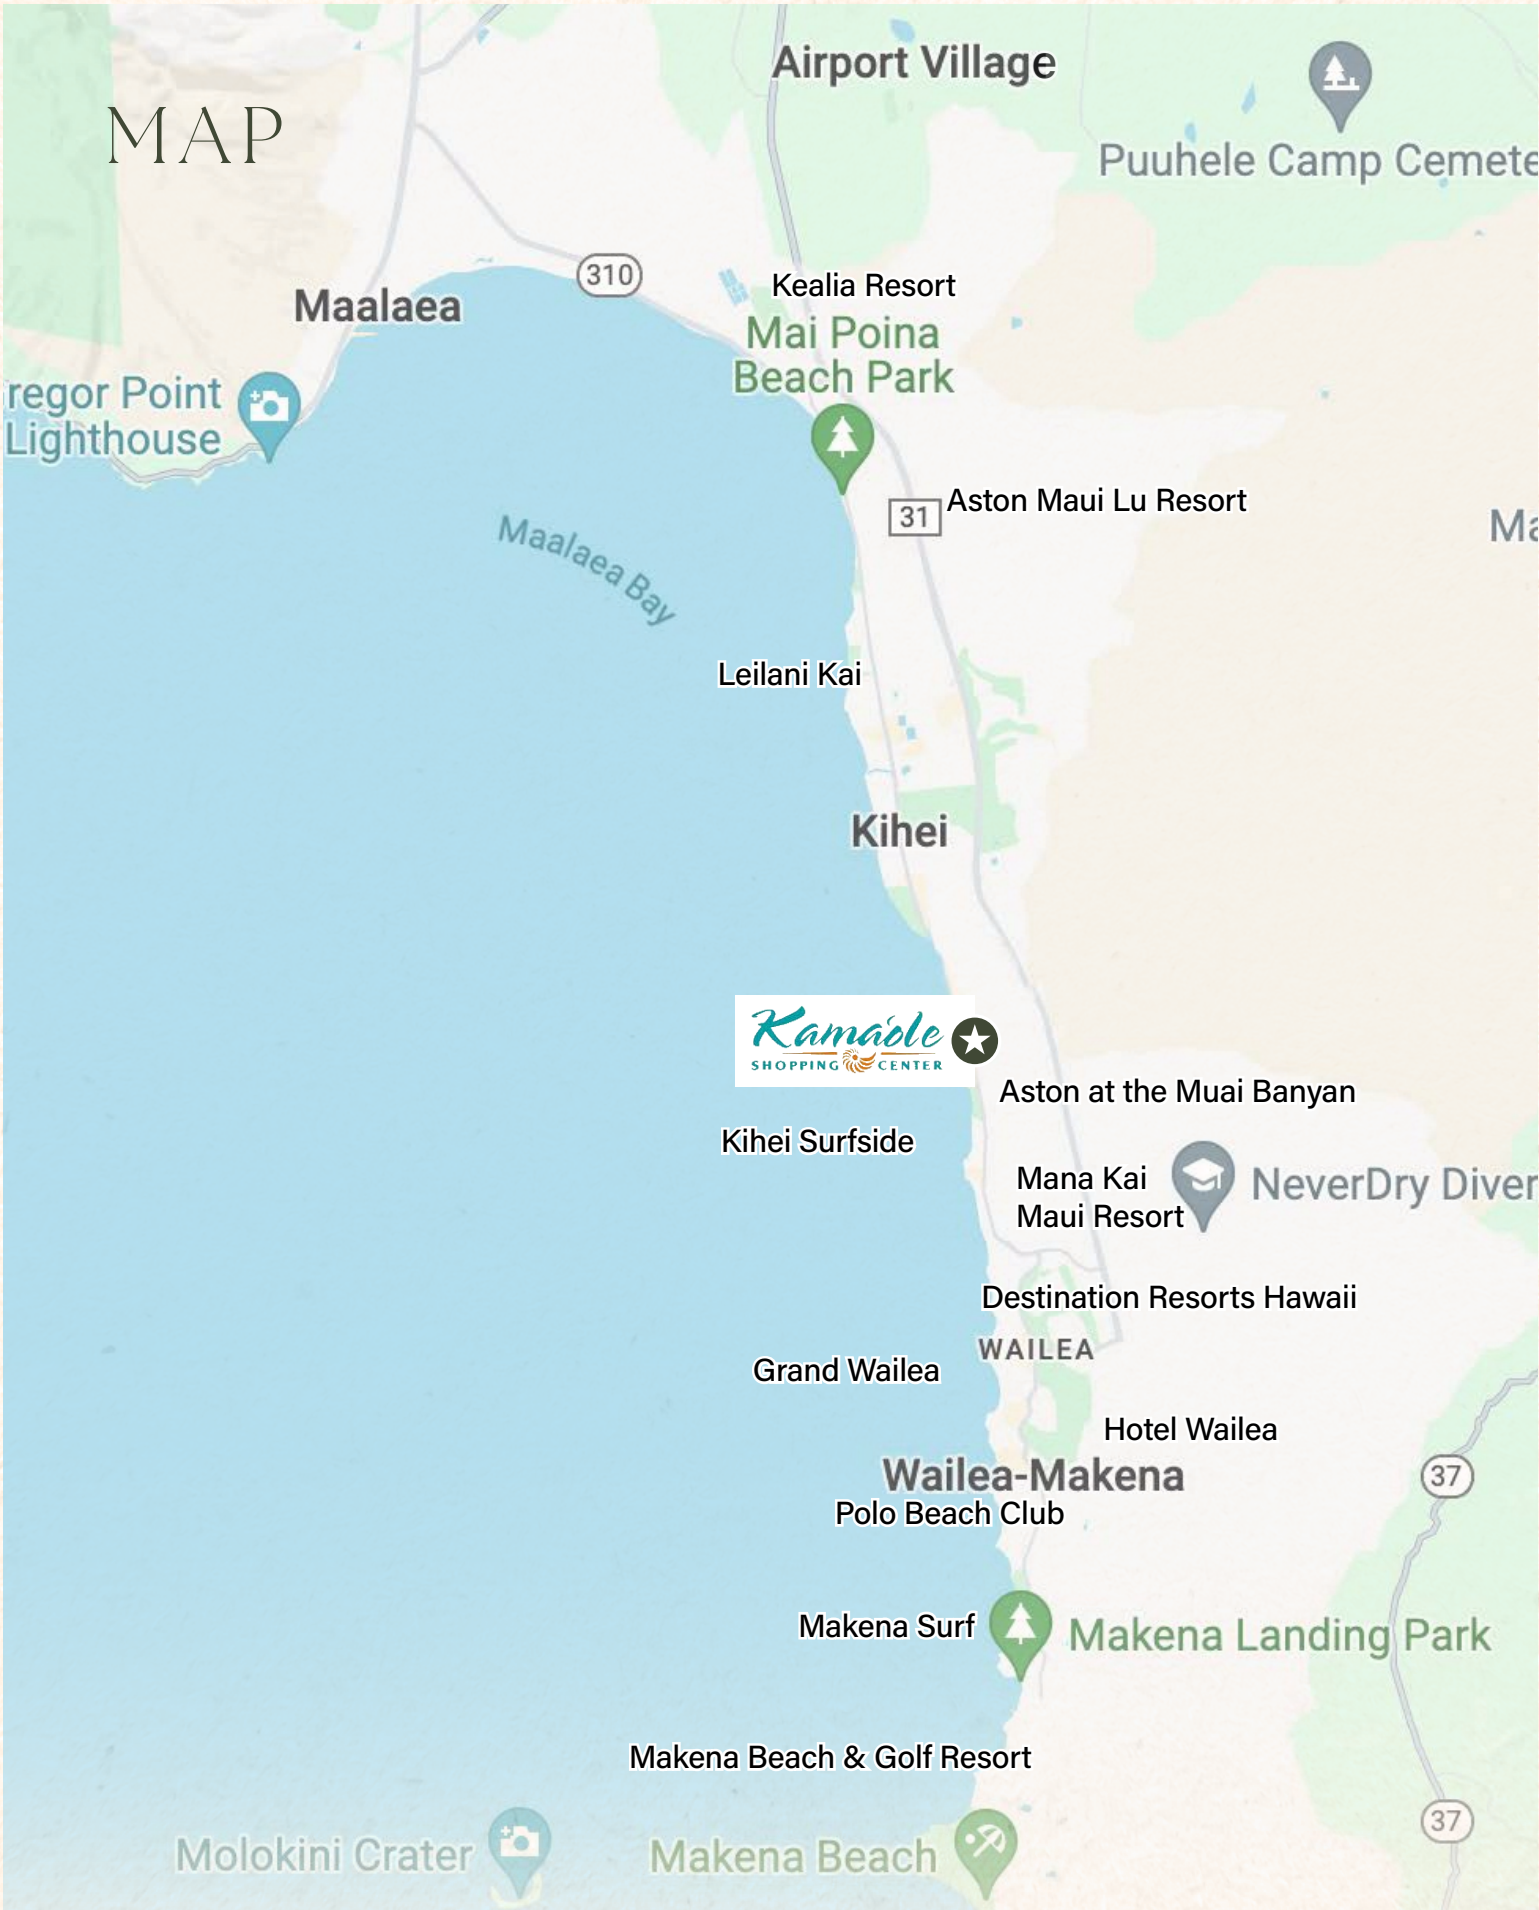 Airport Village
MAP
Puuhele Camp Cemete
310
Kealia Resort
Maalaea
Mai Poina
Beach Park
regor Point
Lighthouse
31
Aston Maui Lu Resort
Ma
Maalaea Bay
Leilani Kai
Kihei
Kama'ole
SHOPPING CENTER
Aston at the Muai Banyan
Kihei Surfside
Mana Kai
Maui Resort
NeverDry Diver
Destination Resorts Hawaii
WAILEA
Grand Wailea
Hotel Wailea
Wailea-Makena
37
Polo Beach Club
Makena Surf
Makena Landing Park
Makena Beach & Golf Resort
37
Molokini Crater
Makena Beach